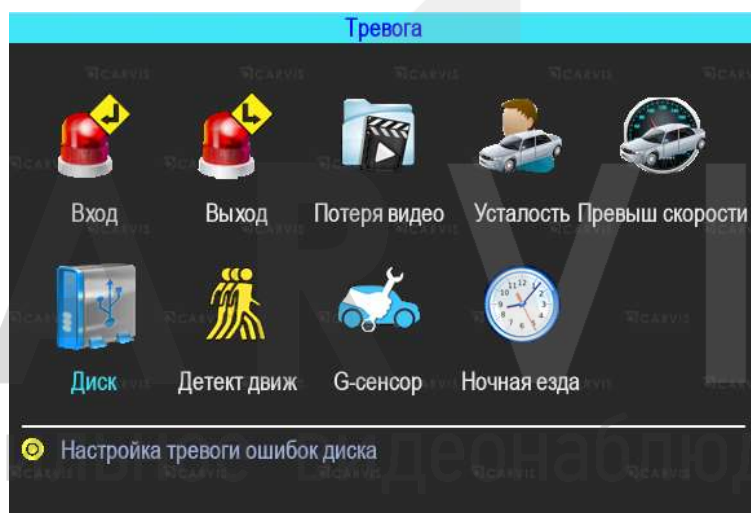 Тревога
Вход Выход Потеря видео Усталость Превыш скорости
Диск Детект движ G-сенсор Ночная езда
Настройка тревоги ошибок диска